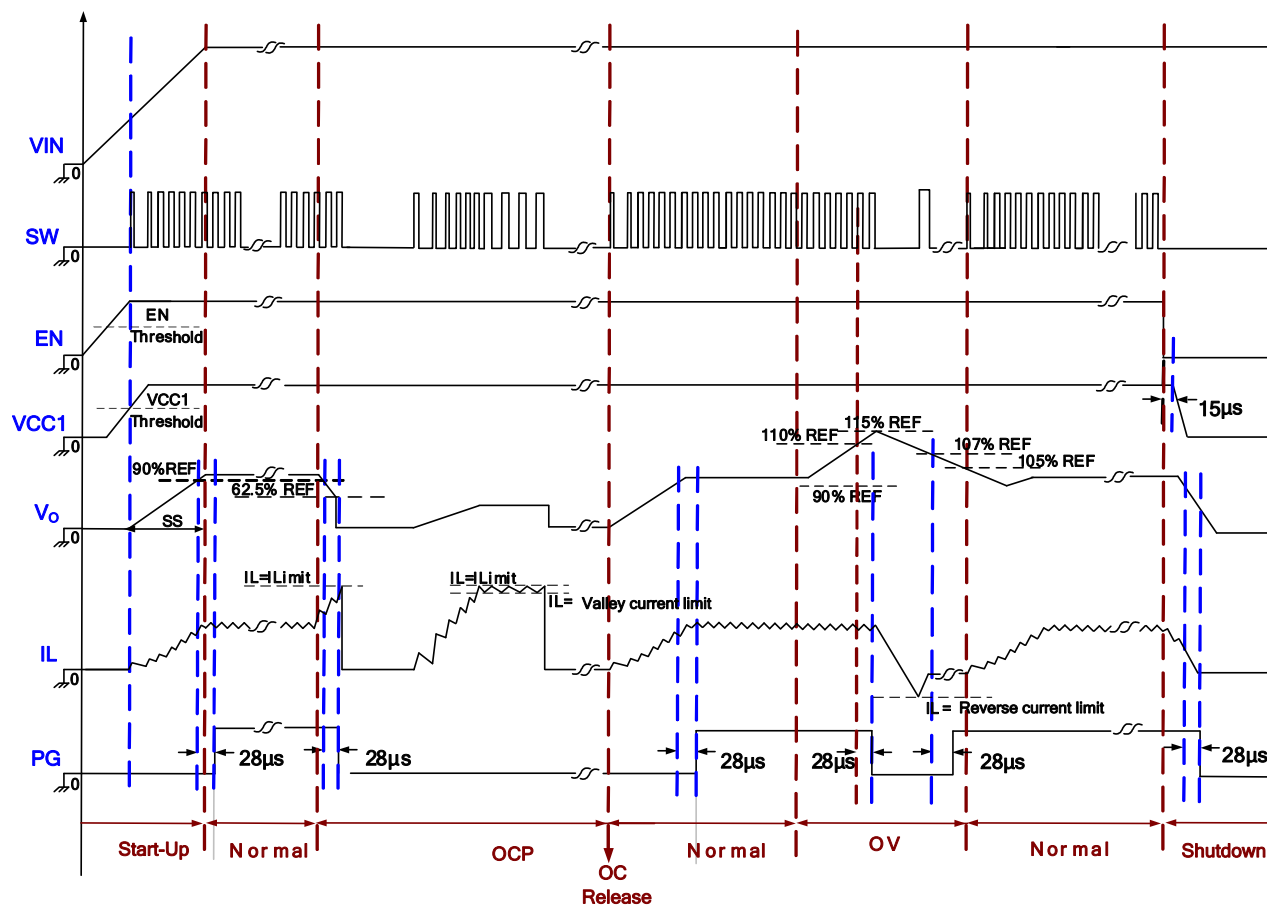 VIN
0
SW
0
EN
Threshold
EN
0
VCC1
Threshold
VCC1
0
15µs
115% REF
110% REF
107% REF
105% REF
90%REF
62.5% REF
90% REF
Vo
SS
0
IL=ILimit
IL=ILimit
IL= Valley current limit
IL
0
IL = Reverse current limit
PG
28µs
28µs
28µs
28µs
28µs
28µs
0
Start-Up
Normal
OCP
Normal
OV
Normal
Shutdown
OC
Release